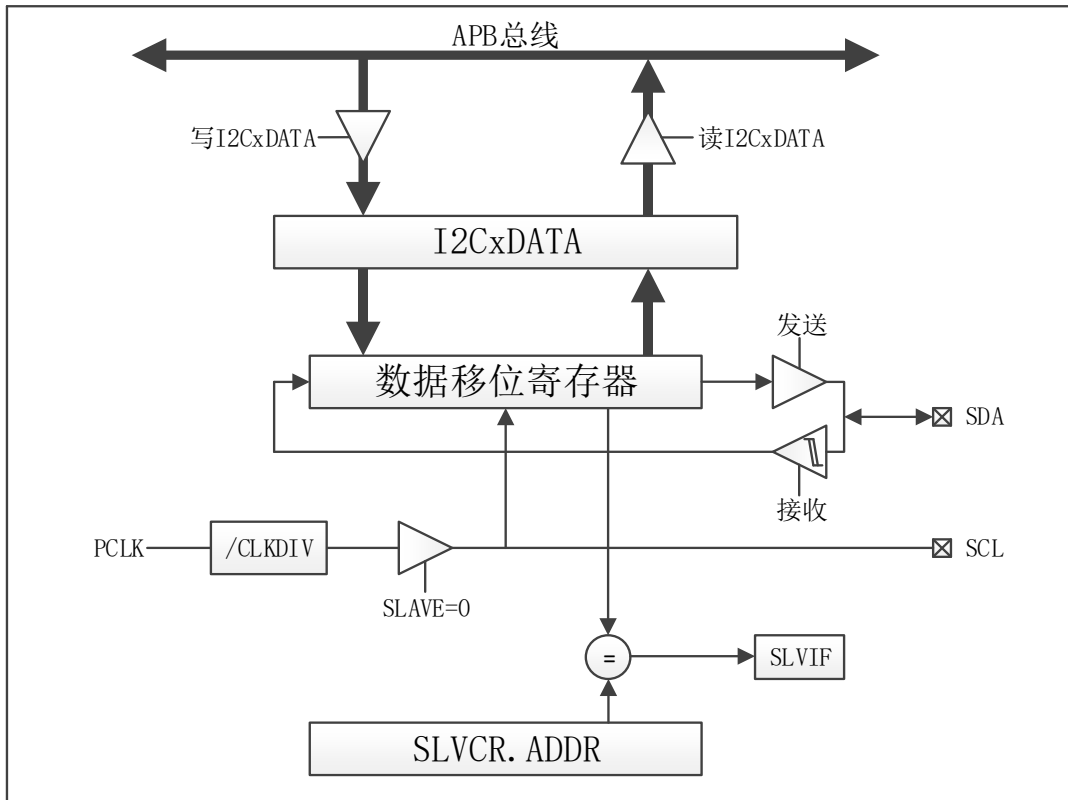 APB总线
写I2CxDATA
读I2CxDATA
I2CxDATA
发送
数据移位寄存器
SDA
接收
PCLK
/CLKDIV
SCL
SLAVE=0
=
SLVIF
SLVCR.ADDR